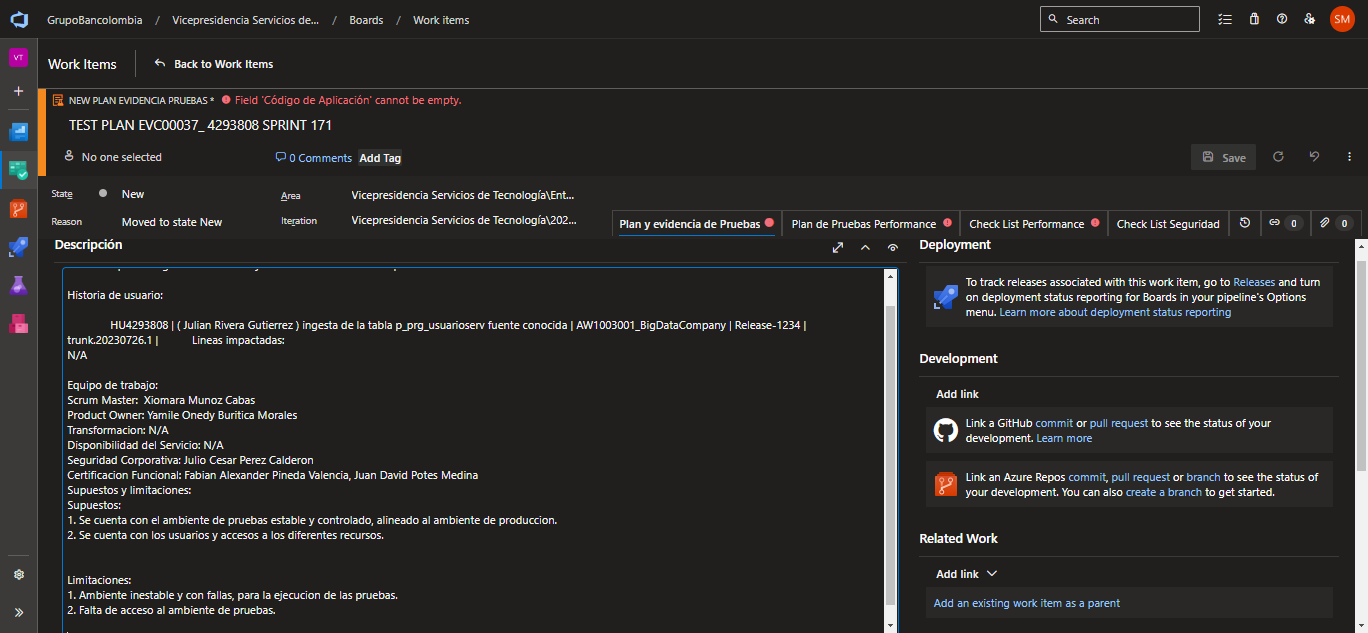 GrupoBancolombia / Vicepresidencia Servicios de... / Boards / Work items
Search
SM
VT
Work Items
Back to Work Items
NEW PLAN EVIDENCIA PRUEBAS * Field 'Código de Aplicación' cannot be empty.
TEST PLAN EVC00037_ 4293808 SPRINT 171
No one selected
0 Comments
Add Tag
Save
State
New
Area
Vicepresidencia Servicios de Tecnología\Ent...
Reason
Moved to state New
Iteration
Vicepresidencia Servicios de Tecnología\202...
Plan y evidencia de Pruebas
Plan de Pruebas Performance
Check List Performance
Check List Seguridad
0
0
Descripción
Historia de usuario:
HU4293808 | ( Julian Rivera Gutierrez ) ingesta de la tabla p_prg_usuarioserv fuente conocida | AW1003001_BigDataCompany | Release-1234 |
trunk.20230726.1 | Lineas impactadas:
N/A
Equipo de trabajo:
Scrum Master: Xiomara Munoz Cabas
Product Owner: Yamile Onedy Buritica Morales
Transformacion: N/A
Disponibilidad del Servicio: N/A
Seguridad Corporativa: Julio Cesar Perez Calderon
Certificacion Funcional: Fabian Alexander Pineda Valencia, Juan David Potes Medina
Supuestos y limitaciones:
Supuestos:
1. Se cuenta con el ambiente de pruebas estable y controlado, alineado al ambiente de produccion.
2. Se cuenta con los usuarios y accesos a los diferentes recursos.
Limitaciones:
1. Ambiente inestable y con fallas, para la ejecucion de las pruebas.
2. Falta de acceso al ambiente de pruebas.
Deployment
To track releases associated with this work item, go to Releases and turn
on deployment status reporting for Boards in your pipeline's Options
menu. Learn more about deployment status reporting
Development
Add link
Link a GitHub commit or pull request to see the status of your
development. Learn more
Link an Azure Repos commit, pull request or branch to see the status of
your development. You can also create a branch to get started.
Related Work
Add link
Add an existing work item as a parent